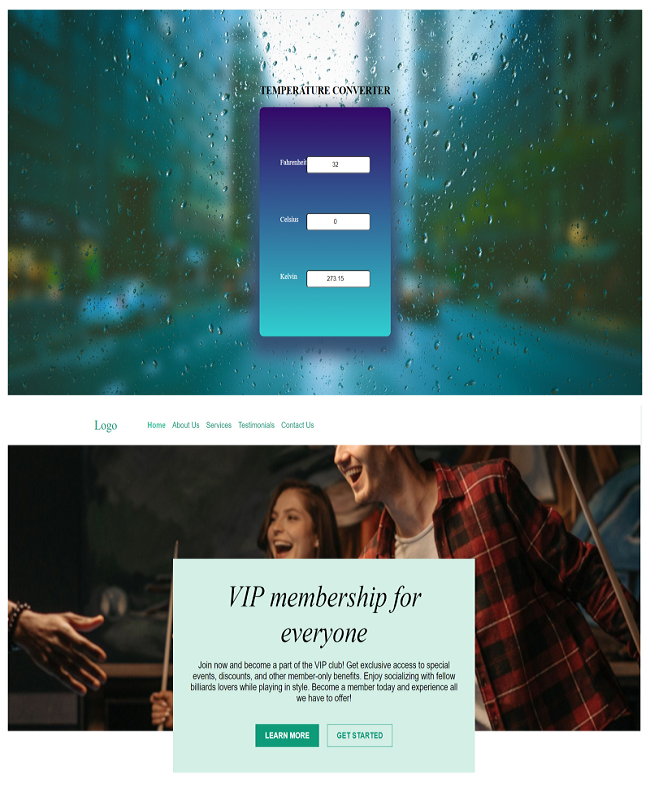 TEMPERATURE CONVERTER
Fahrenheit 32
Celsius 0
Kelvin 273.15
Logo Home About Us Services Testimonials Contact Us
VIP membership for
everyone
Join now and become a part of the VIP club! Get exclusive access to special
events, discounts, and other member-only benefits. Enjoy socializing with fellow
billiards lovers while playing in style. Become a member today and experience all
we have to offer!
LEARN MORE GET STARTED